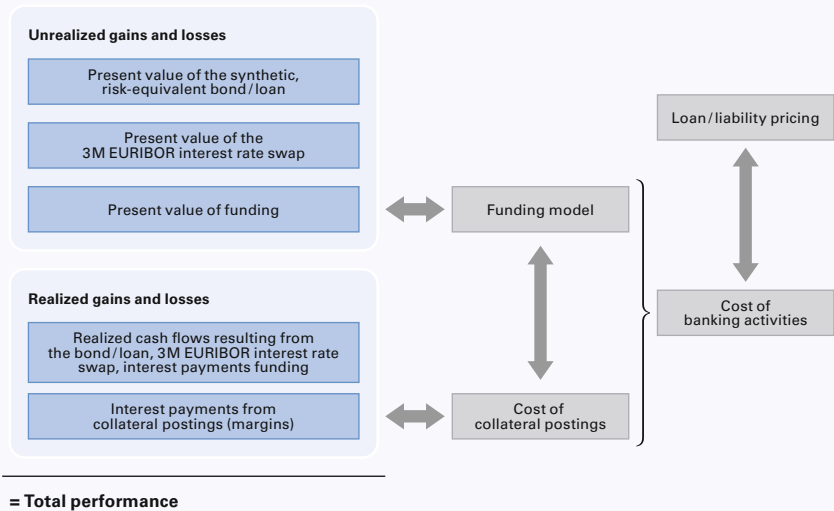 Unrealized gains and losses
Present value of the synthetic,
risk-equivalent bond/loan
Present value of the
3M EURIBOR interest rate swap
Present value of funding
Funding model
Loan/liability pricing
Realized gains and losses
Realized cash flows resulting from
the bond/loan, 3M EURIBOR interest rate
swap, interest payments funding
Interest payments from
collateral postings (margins)
Cost of
collateral postings
Cost of
banking activities
= Total performance